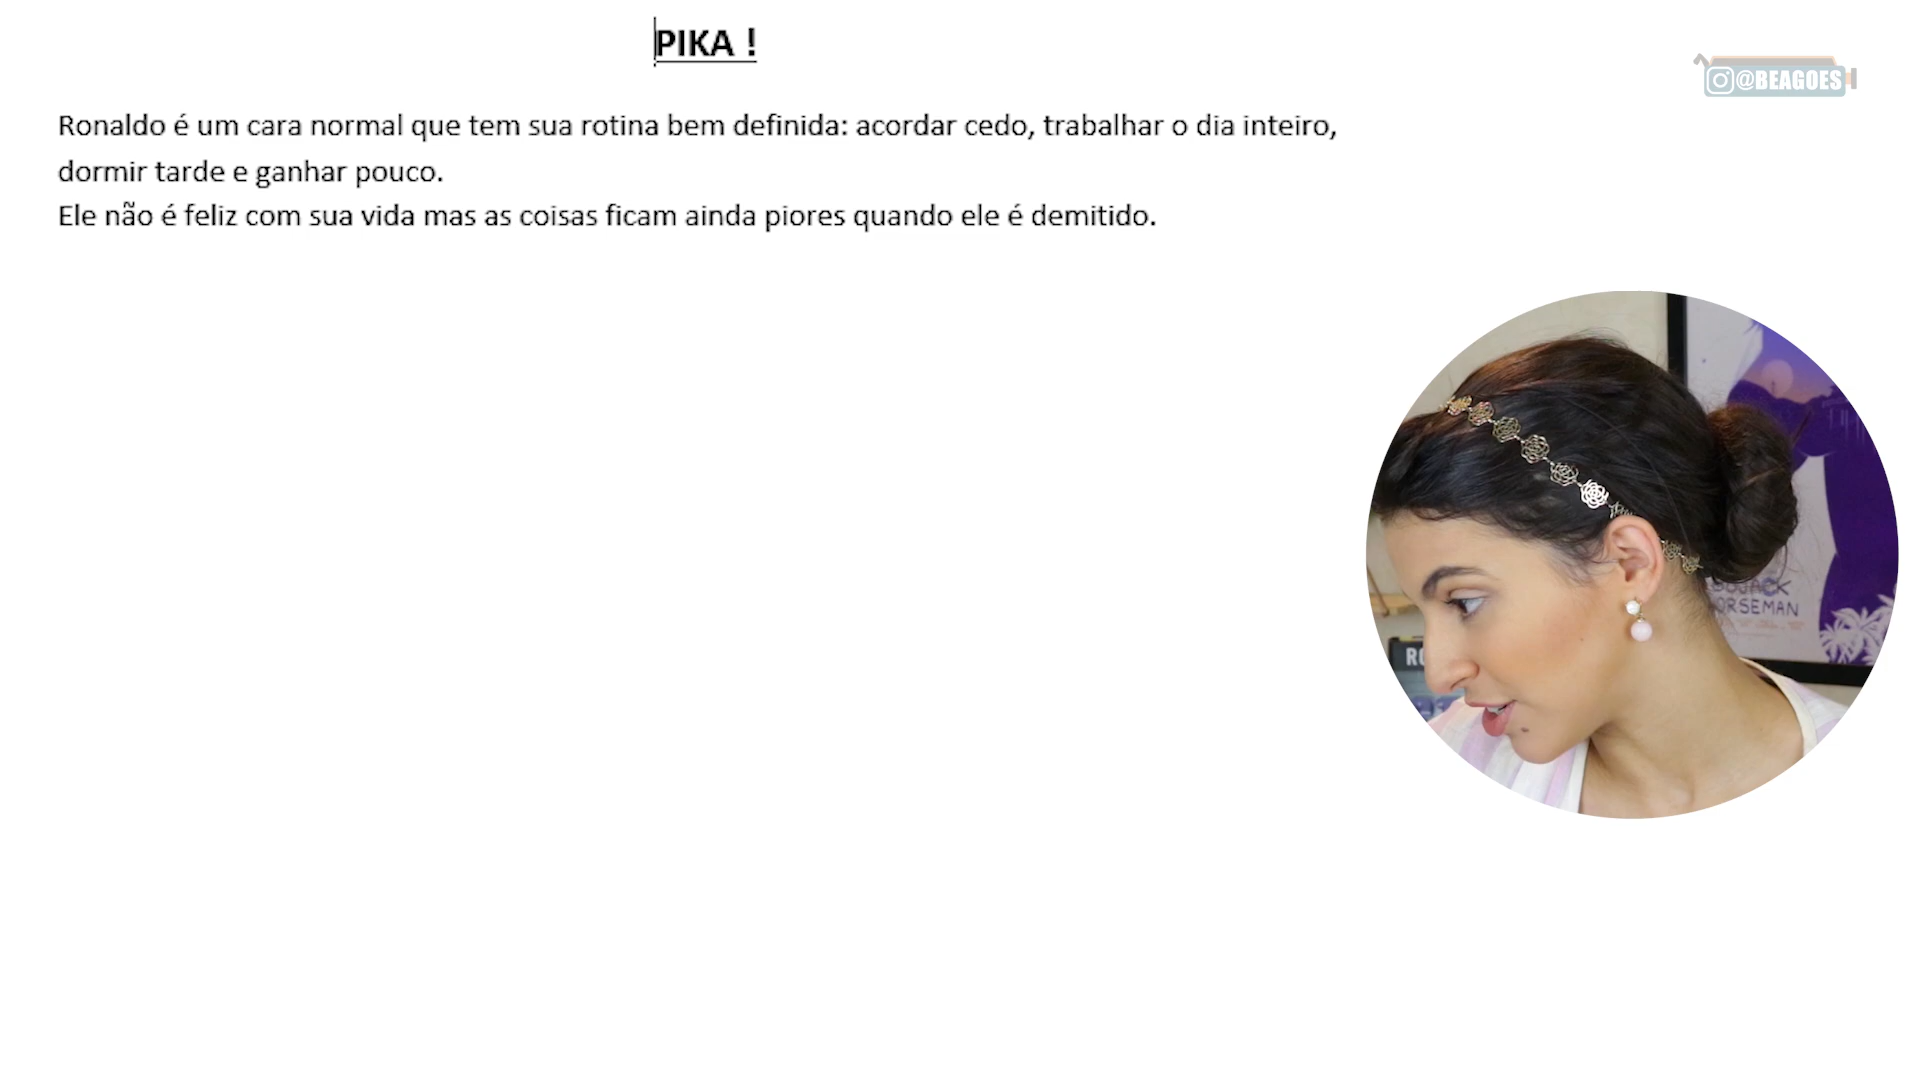 PIKA !
@BEAGOES
Ronaldo é um cara normal que tem sua rotina bem definida: acordar cedo, trabalhar o dia inteiro,
dormir tarde e ganhar pouco.
Ele não é feliz com sua vida mas as coisas ficam ainda piores quando ele é demitido.
HORSEMAN